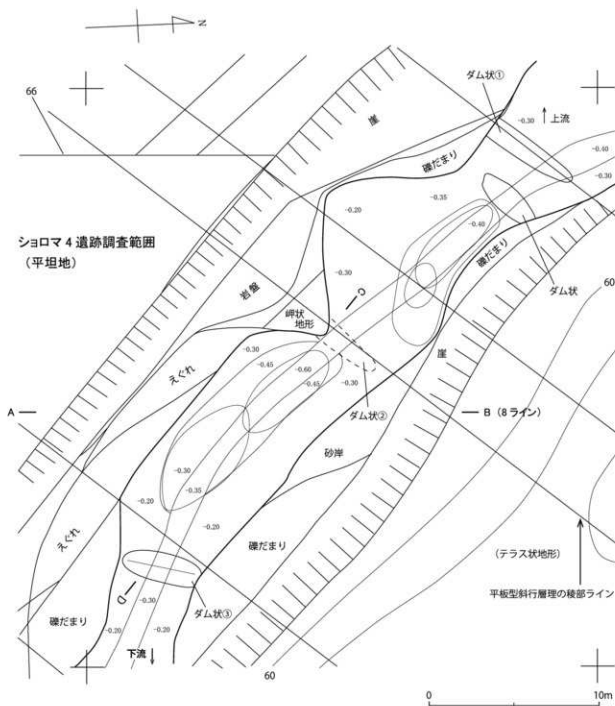 N
66
ダム状①
-0.30
上流
崖
-0.40
-0.30
礫だまり
-0.35
-0.20
-0.40
ショロマ4遺跡調査範囲
(平坦地)
礫だまり
ダム状
60
-0.30
岩盤
C
岬状
地形
崖
えぐれ
-0.30
-0.45
-0.60
-0.45
-0.30
ダム状②
A
B(8ライン)
砂岸
-0.30
-0.35
-0.20
-0.20
えぐれ
礫だまり
(テラス状地形)
平板型斜行層理の稜部ライン
D
-0.30
ダム状③
礫だまり
-0.20
-0.20
下流
60
0
10m